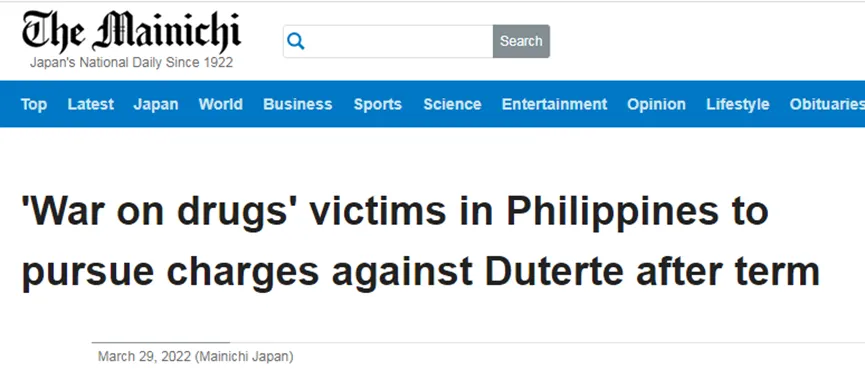 The Mainichi
Japan's National Daily Since 1922
Search
Top Latest Japan World Business Sports Science Entertainment Opinion Lifestyle Obituaries
'War on drugs' victims in Philippines to
pursue charges against Duterte after term
March 29, 2022 (Mainichi Japan)